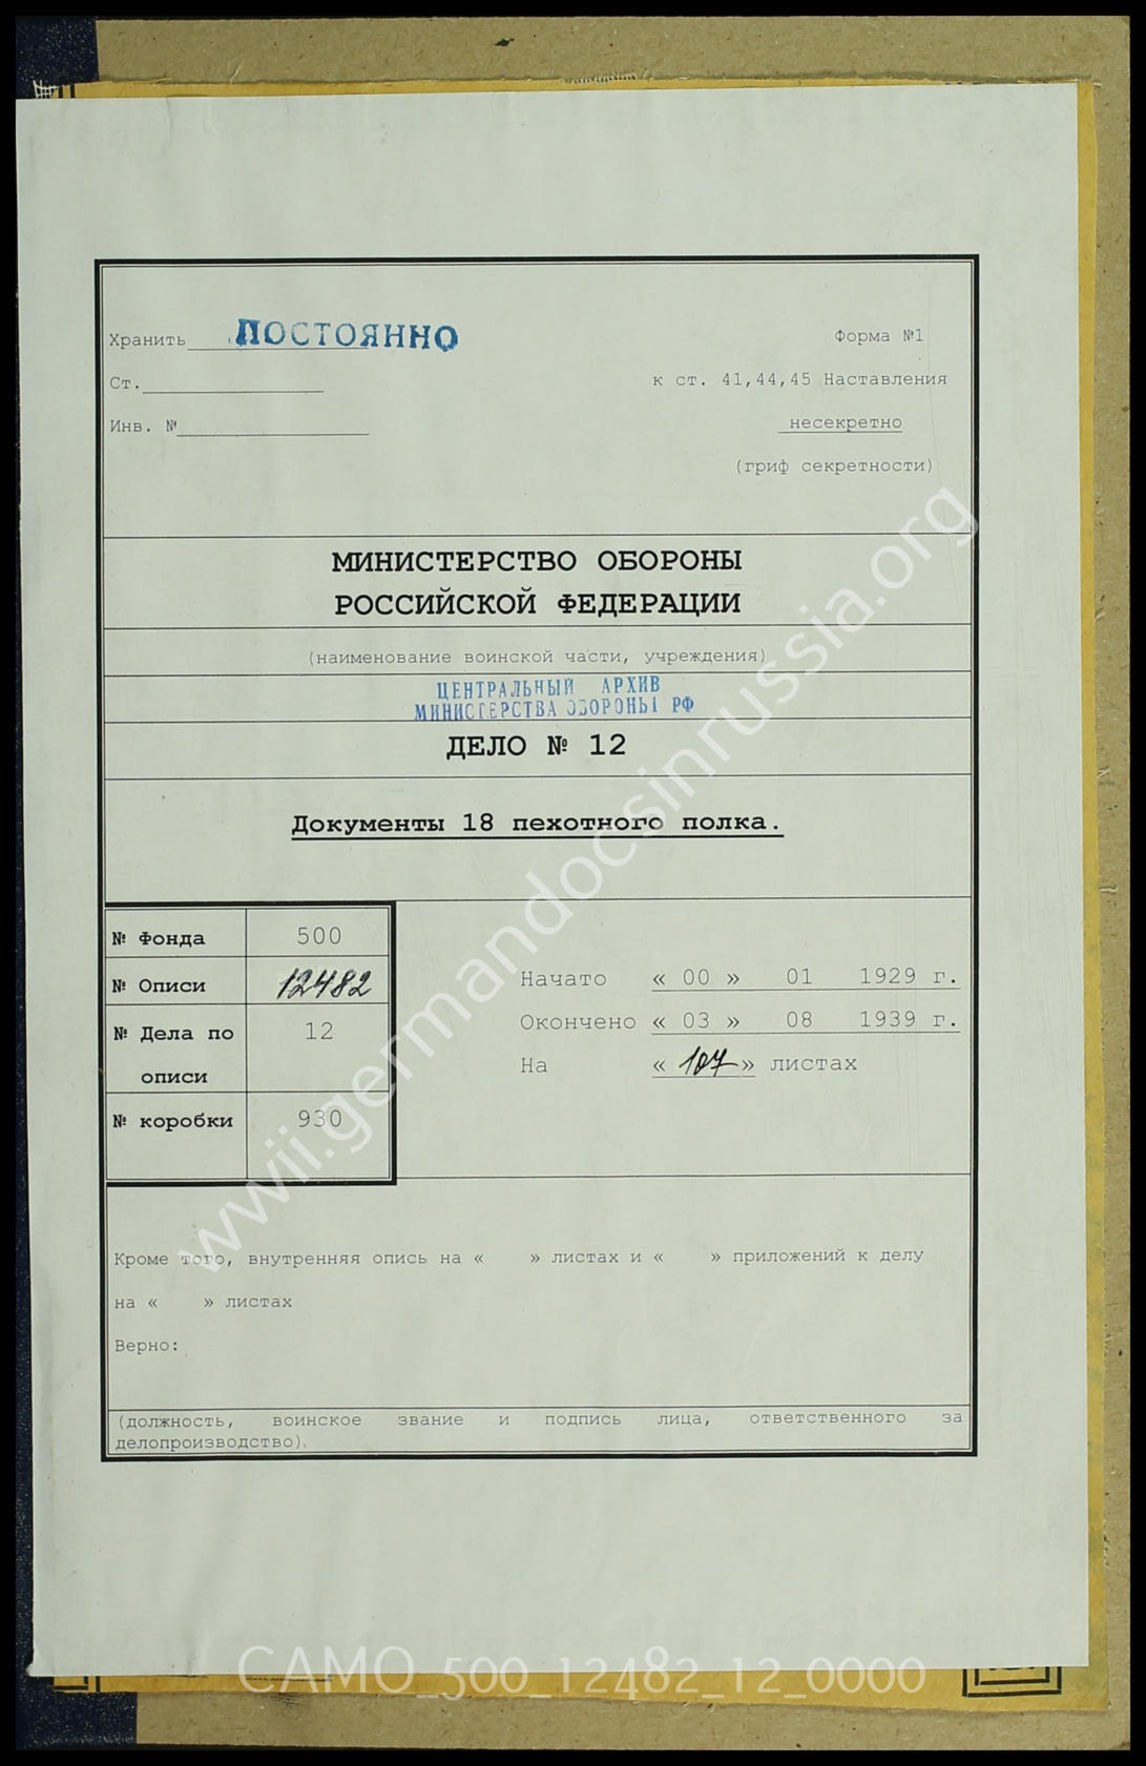 Хранить ПОСТОЯННО
Форма №1
Ст.
к ст. 41,44,45 Наставления
Инв. №
несекретно
(гриф секретности)
МИНИСТЕРСТВО ОБОРОНЫ
РОССИЙСКОЙ ФЕДЕРАЦИИ
(наименование воинской части, учреждения)
ЦЕНТРАЛЬНЫЙ АРХИВ
МИНИСТЕРСТВА ОБОРОНЫ РФ
ДЕЛО № 12
Документы 18 пехотного полка.
№ Фонда 500
№ Описи 12482
№ Дела по описи 12
№ коробки 930
Начато « 00 » 01 1929 г.
Окончено « 03 » 08 1939 г.
На « 107 » листах
Кроме того, внутренняя опись на « » листах и « » приложений к делу
на « » листах
Верно:
(должность, воинское звание и подпись лица, ответственного за
делопроизводство).
wwii.germandocsinrussia.org
CAMO_500_12482_12_0000